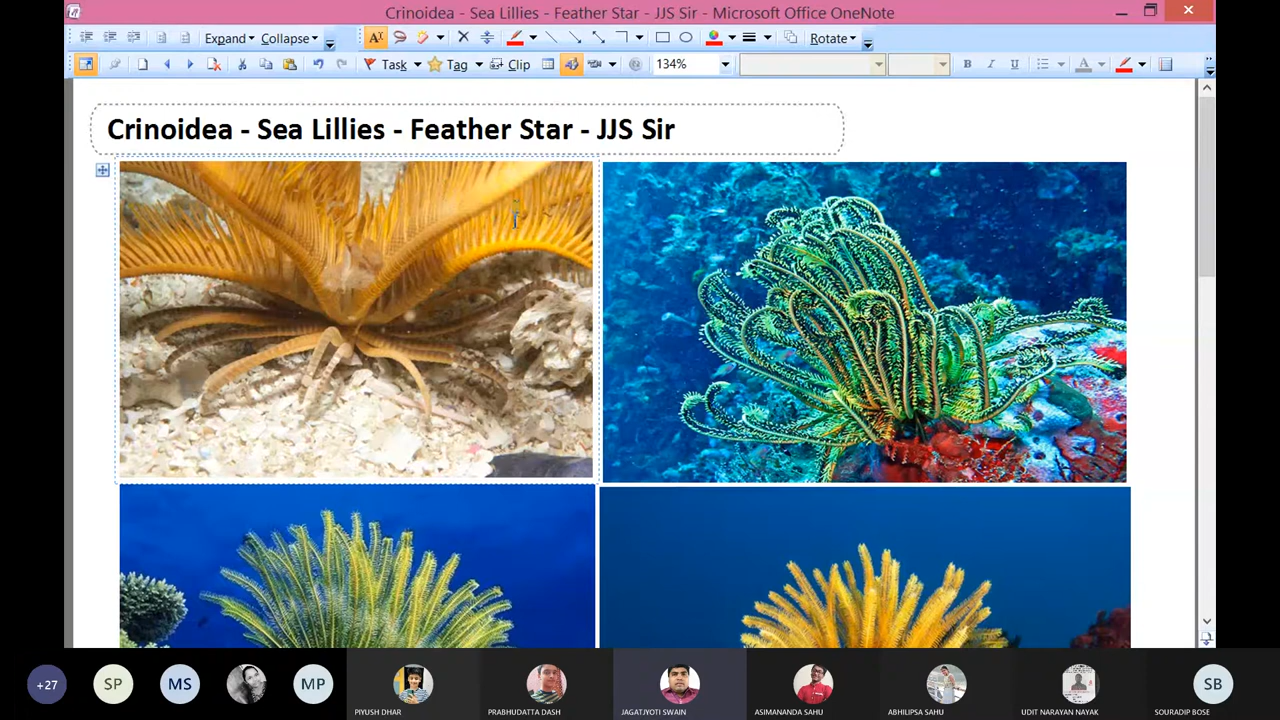 Crinoidea - Sea Lillies - Feather Star - JJS Sir - Microsoft Office OneNote
Expand Collapse Rotate
Task Tag Clip 134% B I U A
Crinoidea - Sea Lillies - Feather Star - JJS Sir
+27 SP MS MP SB
PIYUSH DHAR PRABHUDATTA DASH JAGATJYOTI SWAIN ASIMANANDA SAHU ABHILIPSA SAHU UDIT NARAYAN NAYAK SOURADIP BOSE